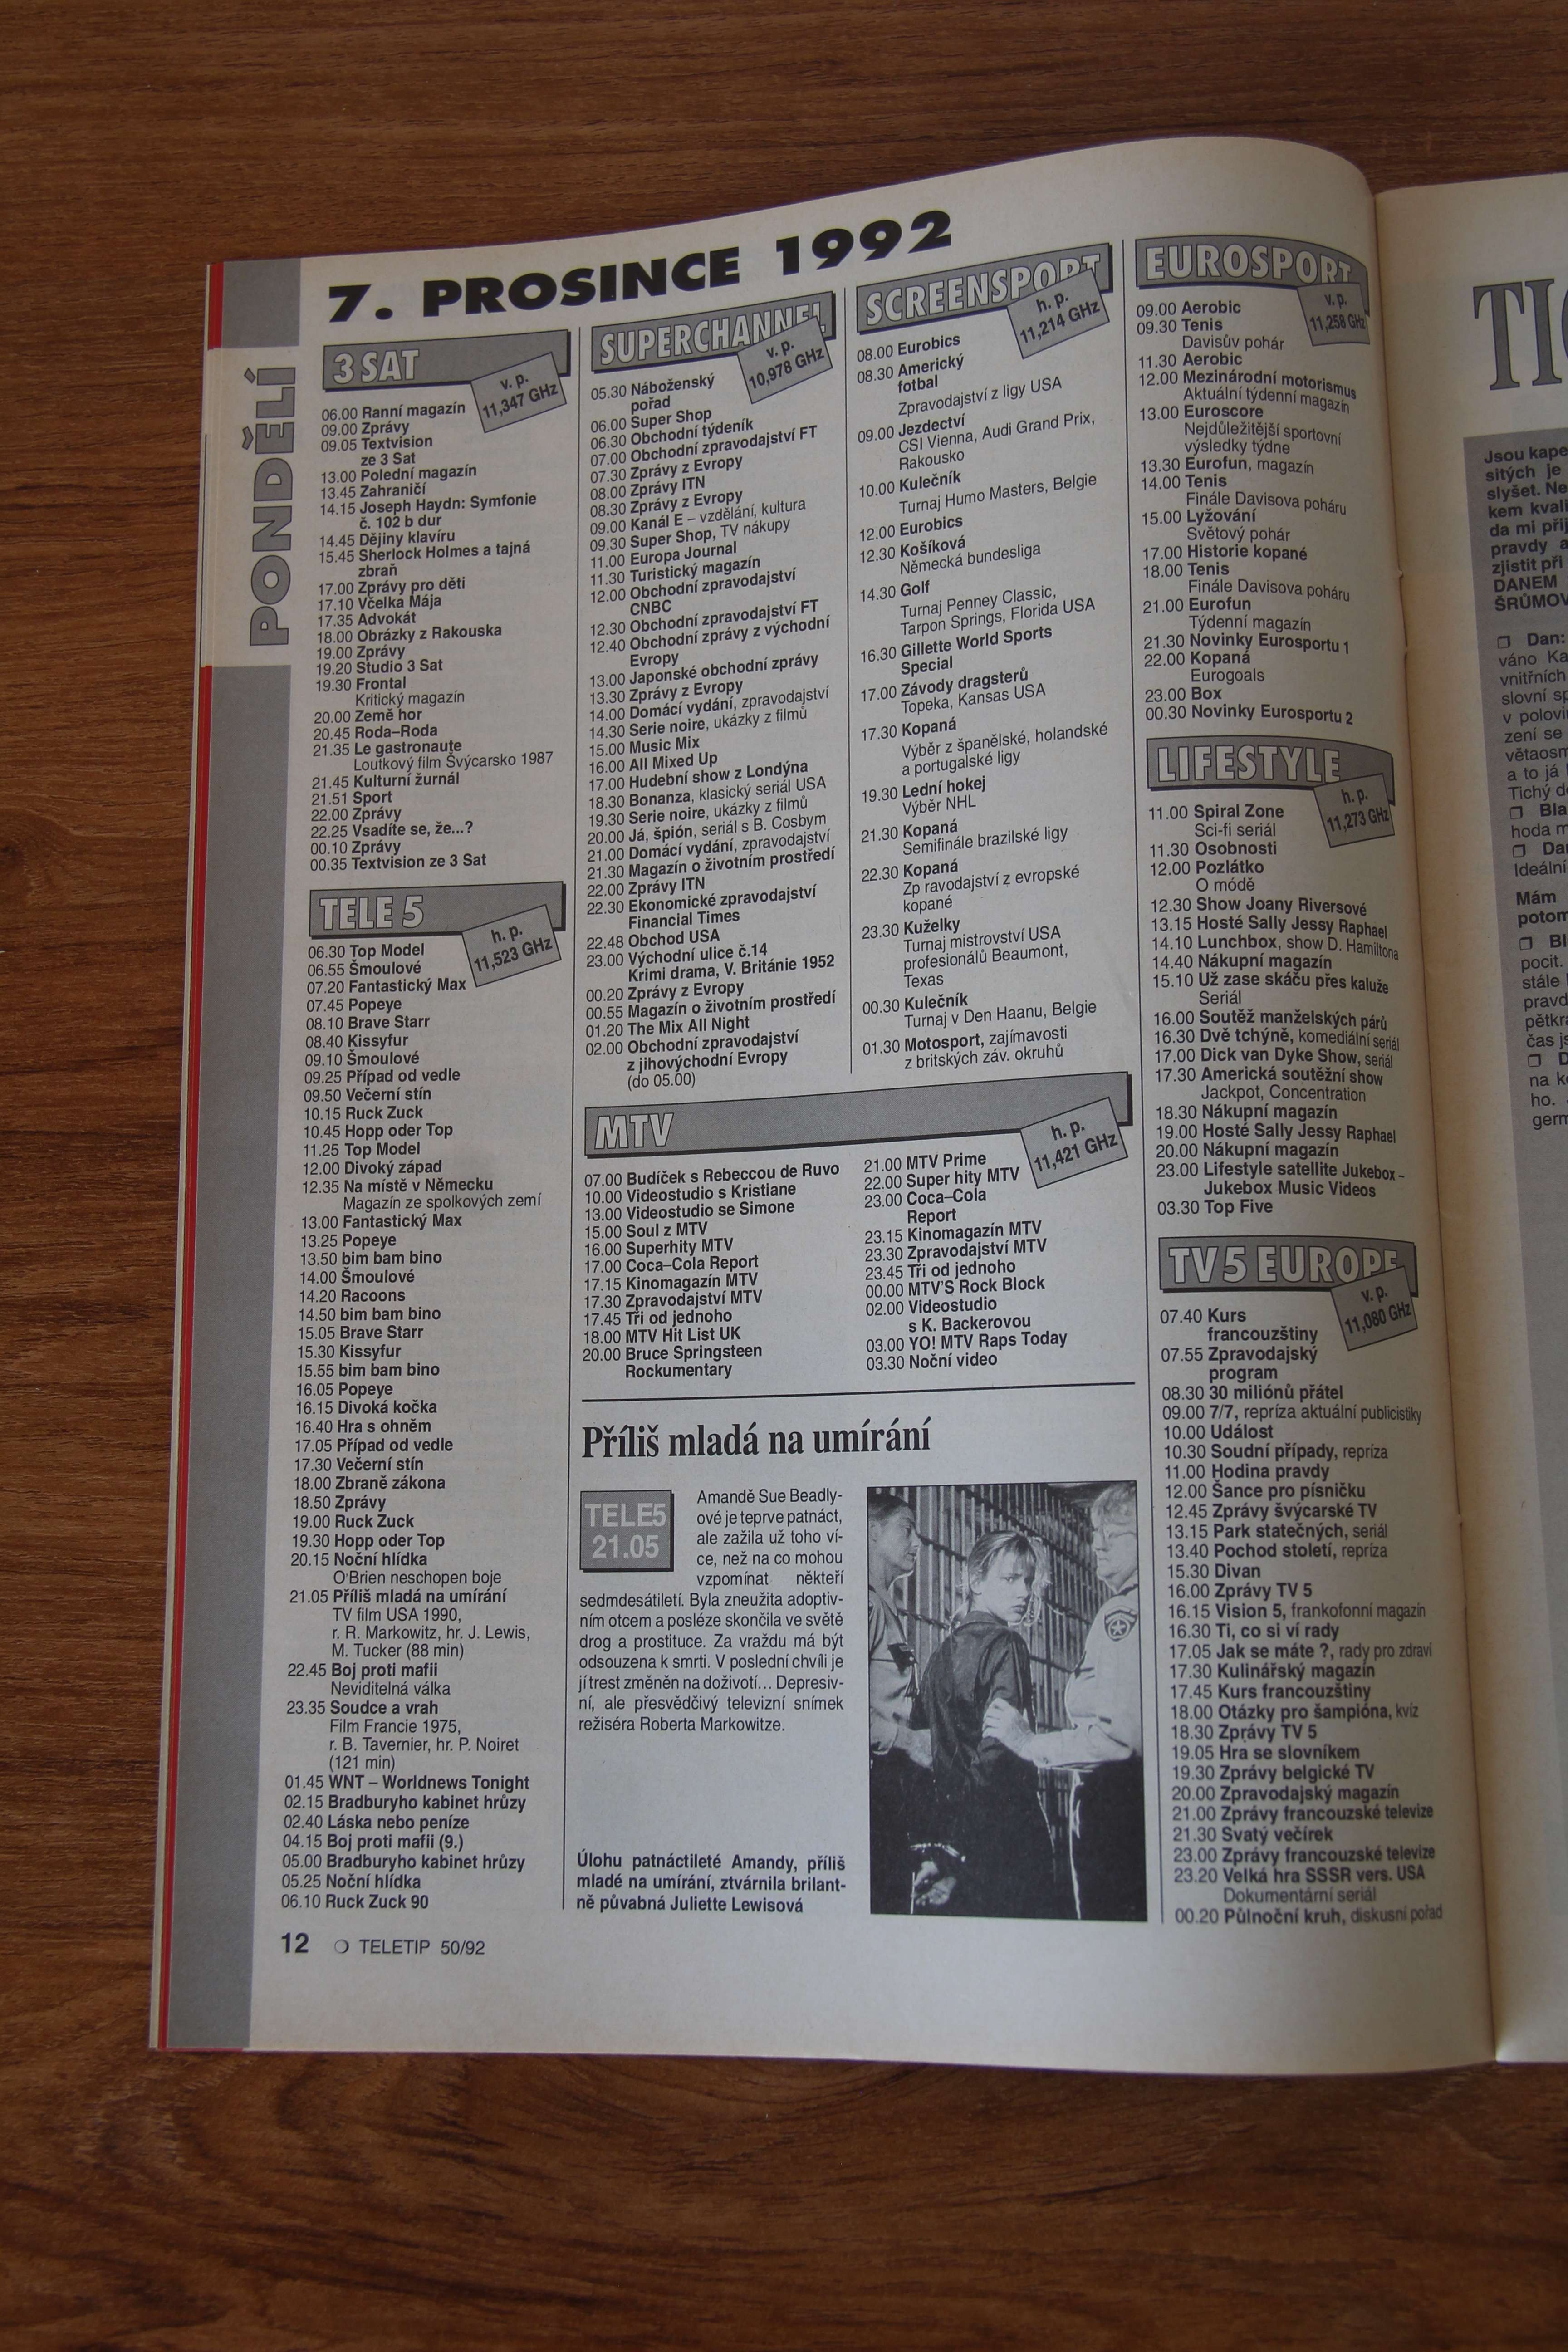 7. PROSINCE 1992
PONDĚLÍ
3 SAT
v. p.
11,347 GHz
06.00 Ranní magazín
09.00 Zprávy
09.05 Textvision
ze 3 Sat
13.00 Polední magazín
13.45 Zahraničí
14.15 Joseph Haydn: Symfonie
č. 102 b dur
14.45 Dějiny klavíru
15.45 Sherlock Holmes a tajná
zbraň
17.00 Zprávy pro děti
17.10 Včelka Mája
17.35 Advokát
18.00 Obrázky z Rakouska
19.00 Zprávy
19.20 Studio 3 Sat
19.30 Frontal
Kritický magazín
20.00 Země hor
20.45 Roda–Roda
21.35 Le gastronaute
Loutkový film Švýcarsko 1987
21.45 Kulturní žurnál
21.51 Sport
22.00 Zprávy
22.25 Vsadíte se, že...?
00.10 Zprávy
00.35 Textvision ze 3 Sat
TELE 5
h. p.
11,523 GHz
06.30 Top Model
06.55 Šmoulové
07.20 Fantastický Max
07.45 Popeye
08.10 Brave Starr
08.40 Kissyfur
09.10 Šmoulové
09.25 Případ od vedle
09.50 Večerní stín
10.15 Ruck Zuck
10.45 Hopp oder Top
11.25 Top Model
12.00 Divoký západ
12.35 Na místě v Německu
Magazín ze spolkových zemí
13.00 Fantastický Max
13.25 Popeye
13.50 bim bam bino
14.00 Šmoulové
14.20 Racoons
14.50 bim bam bino
15.05 Brave Starr
15.30 Kissyfur
15.55 bim bam bino
16.05 Popeye
16.15 Divoká kočka
16.40 Hra s ohněm
17.05 Případ od vedle
17.30 Večerní stín
18.00 Zbraně zákona
18.50 Zprávy
19.00 Ruck Zuck
19.30 Hopp oder Top
20.15 Noční hlídka
O'Brien neschopen boje
21.05 Příliš mladá na umírání
TV film USA 1990,
r. R. Markowitz, hr. J. Lewis,
M. Tucker (88 min)
22.45 Boj proti mafii
Neviditelná válka
23.35 Soudce a vrah
Film Francie 1975,
r. B. Tavernier, hr. P. Noiret
(121 min)
01.45 WNT – Worldnews Tonight
02.15 Bradburyho kabinet hrůzy
02.40 Láska nebo peníze
04.15 Boj proti mafii (9.)
05.00 Bradburyho kabinet hrůzy
05.25 Noční hlídka
06.10 Ruck Zuck 90
SUPERCHANNEL
v. p.
10,978 GHz
05.30 Náboženský
pořad
06.00 Super Shop
06.30 Obchodní týdeník
07.00 Obchodní zpravodajství FT
07.30 Zprávy z Evropy
08.00 Zprávy ITN
08.30 Zprávy z Evropy
09.00 Kanál E – vzdělání, kultura
09.30 Super Shop, TV nákupy
11.00 Europa Journal
11.30 Turistický magazín
12.00 Obchodní zpravodajství
CNBC
12.30 Obchodní zpravodajství FT
12.40 Obchodní zprávy z východní
Evropy
13.00 Japonské obchodní zprávy
13.30 Zprávy z Evropy
14.00 Domácí vydání, zpravodajství
14.30 Serie noire, ukázky z filmů
15.00 Music Mix
16.00 All Mixed Up
17.00 Hudební show z Londýna
18.30 Bonanza, klasický seriál USA
19.30 Serie noire, ukázky z filmů
20.00 Já, špión, seriál s B. Cosbym
21.00 Domácí vydání, zpravodajství
21.30 Magazín o životním prostředí
22.00 Zprávy ITN
22.30 Ekonomické zpravodajství
Financial Times
22.48 Obchod USA
23.00 Východní ulice č.14
Krimi drama, V. Británie 1952
00.20 Zprávy z Evropy
00.55 Magazín o životním prostředí
01.20 The Mix All Night
02.00 Obchodní zpravodajství
z jihovýchodní Evropy
(do 05.00)
SCREENSPORT
h. p.
11,214 GHz
08.00 Eurobics
08.30 Americký
fotbal
Zpravodajství z ligy USA
09.00 Jezdectví
CSI Vienna, Audi Grand Prix,
Rakousko
10.00 Kulečník
Turnaj Humo Masters, Belgie
12.00 Eurobics
12.30 Košíková
Německá bundesliga
14.30 Golf
Turnaj Penney Classic,
Tarpon Springs, Florida USA
16.30 Gillette World Sports
Special
17.00 Závody dragsterů
Topeka, Kansas USA
17.30 Kopaná
Výběr z španělské, holandské
a portugalské ligy
19.30 Lední hokej
Výběr NHL
21.30 Kopaná
Semifinále brazilské ligy
22.30 Kopaná
Zp ravodajství z evropské
kopané
23.30 Kuželky
Turnaj mistrovství USA
profesionálů Beaumont,
Texas
00.30 Kulečník
Turnaj v Den Haanu, Belgie
01.30 Motosport, zajímavosti
z britských záv. okruhů
MTV
h. p.
11,421 GHz
07.00 Budíček s Rebeccou de Ruvo
10.00 Videostudio s Kristiane
13.00 Videostudio se Simone
15.00 Soul z MTV
16.00 Superhity MTV
17.00 Coca–Cola Report
17.15 Kinomagazín MTV
17.30 Zpravodajství MTV
17.45 Tři od jednoho
18.00 MTV Hit List UK
20.00 Bruce Springsteen
Rockumentary
21.00 MTV Prime
22.00 Super hity MTV
23.00 Coca–Cola
Report
23.15 Kinomagazín MTV
23.30 Zpravodajství MTV
23.45 Tři od jednoho
00.00 MTV'S Rock Block
02.00 Videostudio
s K. Backerovou
03.00 YO! MTV Raps Today
03.30 Noční video
Příliš mladá na umírání
TELE5
21.05
Amandě Sue Beadly-
ové je teprve patnáct,
ale zažila už toho ví-
ce, než na co mohou
vzpomínat někteří
sedmdesátiletí. Byla zneužita adoptiv-
ním otcem a posléze skončila ve světě
drog a prostituce. Za vraždu má být
odsouzena k smrti. V poslední chvíli je
jí trest změněn na doživotí... Depresiv-
ní, ale přesvědčivý televizní snímek
režiséra Roberta Markowitze.
Úlohu patnáctileté Amandy, příliš
mladé na umírání, ztvárnila brilant-
ně půvabná Juliette Lewisová
EUROSPORT
v. p.
11,258 GHz
09.00 Aerobic
09.30 Tenis
Davisův pohár
11.30 Aerobic
12.00 Mezinárodní motorismus
Aktuální týdenní magazín
13.00 Euroscore
Nejdůležitější sportovní
výsledky týdne
13.30 Eurofun, magazín
14.00 Tenis
Finále Davisova poháru
15.00 Lyžování
Světový pohár
17.00 Historie kopané
18.00 Tenis
Finále Davisova poháru
21.00 Eurofun
Týdenní magazín
21.30 Novinky Eurosportu 1
22.00 Kopaná
Eurogoals
23.00 Box
00.30 Novinky Eurosportu 2
LIFESTYLE
h. p.
11,273 GHz
11.00 Spiral Zone
Sci-fi seriál
11.30 Osobnosti
12.00 Pozlátko
O módě
12.30 Show Joany Riversové
13.15 Hosté Sally Jessy Raphael
14.10 Lunchbox, show D. Hamiltona
14.40 Nákupní magazín
15.10 Už zase skáču přes kaluže
Seriál
16.00 Soutěž manželských párů
16.30 Dvě tchýně, komediální seriál
17.00 Dick van Dyke Show, seriál
17.30 Americká soutěžní show
Jackpot, Concentration
18.30 Nákupní magazín
19.00 Hosté Sally Jessy Raphael
20.00 Nákupní magazín
23.00 Lifestyle satellite Jukebox –
Jukebox Music Videos
03.30 Top Five
TV5 EUROPE
v. p.
11,080 GHz
07.40 Kurs
francouzštiny
07.55 Zpravodajský
program
08.30 30 miliónů přátel
09.00 7/7, repríza aktuální publicistiky
10.00 Událost
10.30 Soudní případy, repríza
11.00 Hodina pravdy
12.00 Šance pro písničku
12.45 Zprávy švýcarské TV
13.15 Park statečných, seriál
13.40 Pochod století, repríza
15.30 Divan
16.00 Zprávy TV 5
16.15 Vision 5, frankofonní magazín
16.30 Ti, co si ví rady
17.05 Jak se máte ?, rady pro zdraví
17.30 Kulinářský magazín
17.45 Kurs francouzštiny
18.00 Otázky pro šampióna, kvíz
18.30 Zprávy TV 5
19.05 Hra se slovníkem
19.30 Zprávy belgické TV
20.00 Zpravodajský magazín
21.00 Zprávy francouzské televize
21.30 Svatý večírek
23.00 Zprávy francouzské televize
23.20 Velká hra SSSR vers. USA
Dokumentární seriál
00.20 Půlnoční kruh, diskusní pořad
12 ❍ TELETIP 50/92
Jsou kape
sitých je
slyšet. Ne
kem kvali
da mi přij
pravdy a
zjistit při
DANEM
ŠRŮMOV
❒ Dan:
váno Ka
vnitřních
slovní sp
v polovin
zení se
větaosm
a to já
Tichý d
❒ Bla
hoda m
❒ Da
Ideální
Mám
potom
❒ Bl
pocit.
stále
pravd
pětkr
čas js
❒ D
na k
ho.
germ